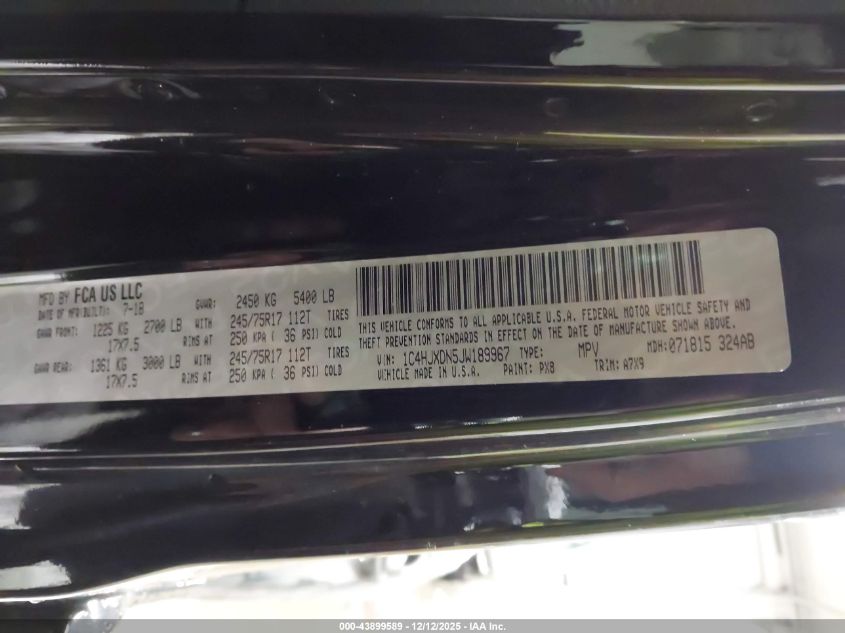 MFD BY FCA US LLC
DATE OF MFR(BUILT): 7-18 GVWR: 2450 KG 5400 LB
GAWR FRONT: 1225 KG 2700 LB WITH 245/75R17 112T TIRES
17X7.5 RIMS AT 250 KPA ( 36 PSI) COLD
GAWR REAR: 1361 KG 3000 LB WITH 245/75R17 112T TIRES
17X7.5 RIMS AT 250 KPA ( 36 PSI) COLD
THIS VEHICLE CONFORMS TO ALL APPLICABLE U.S.A. FEDERAL MOTOR VEHICLE SAFETY AND
THEFT PREVENTION STANDARDS IN EFFECT ON THE DATE OF MANUFACTURE SHOWN ABOVE.
VIN: 1C4HJXDN5JW189967 TYPE: MPV MDH:071815 324AB
VEHICLE MADE IN U.S.A. PAINT: PX8 TRIM: A7X9
000-43899589 - 12/12/2025 - IAA Inc.